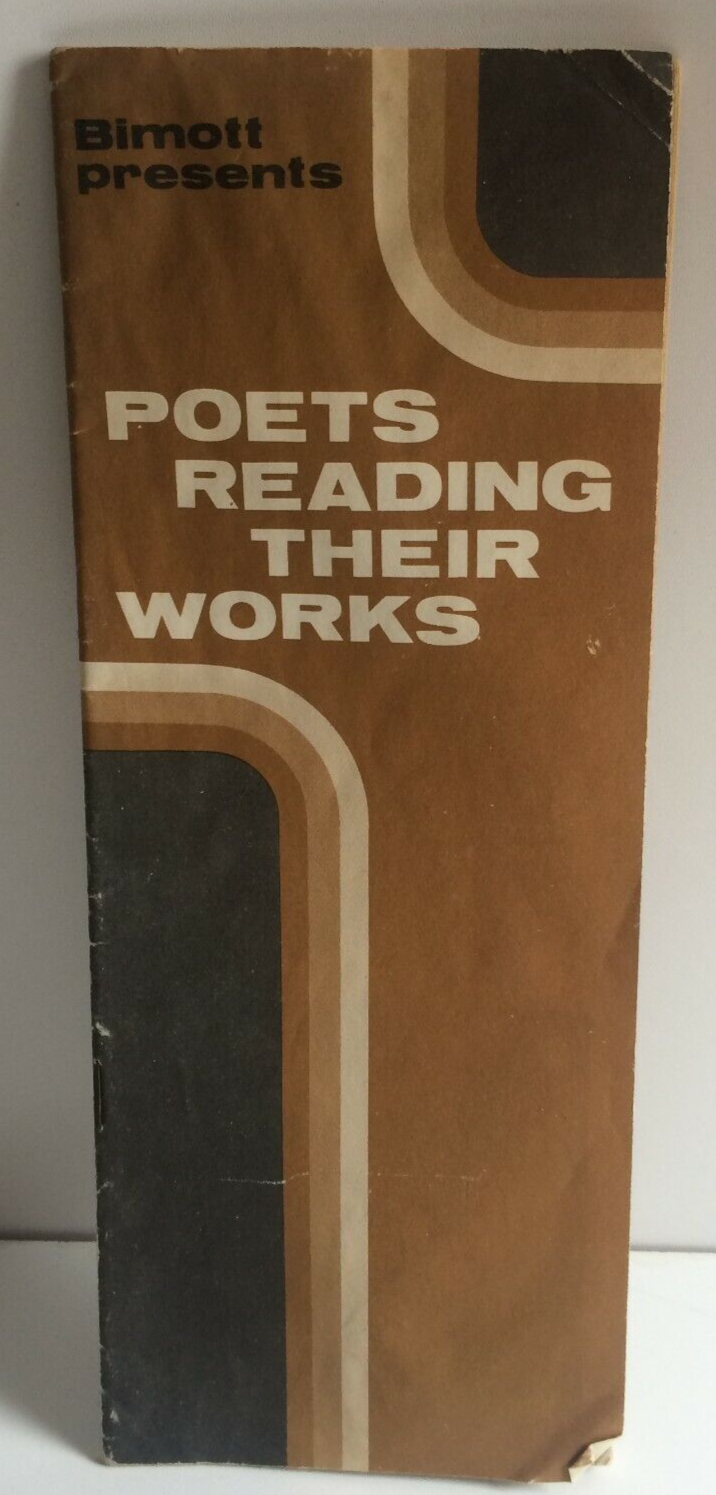 Bimott
presents
POETS
READING
THEIR
WORKS